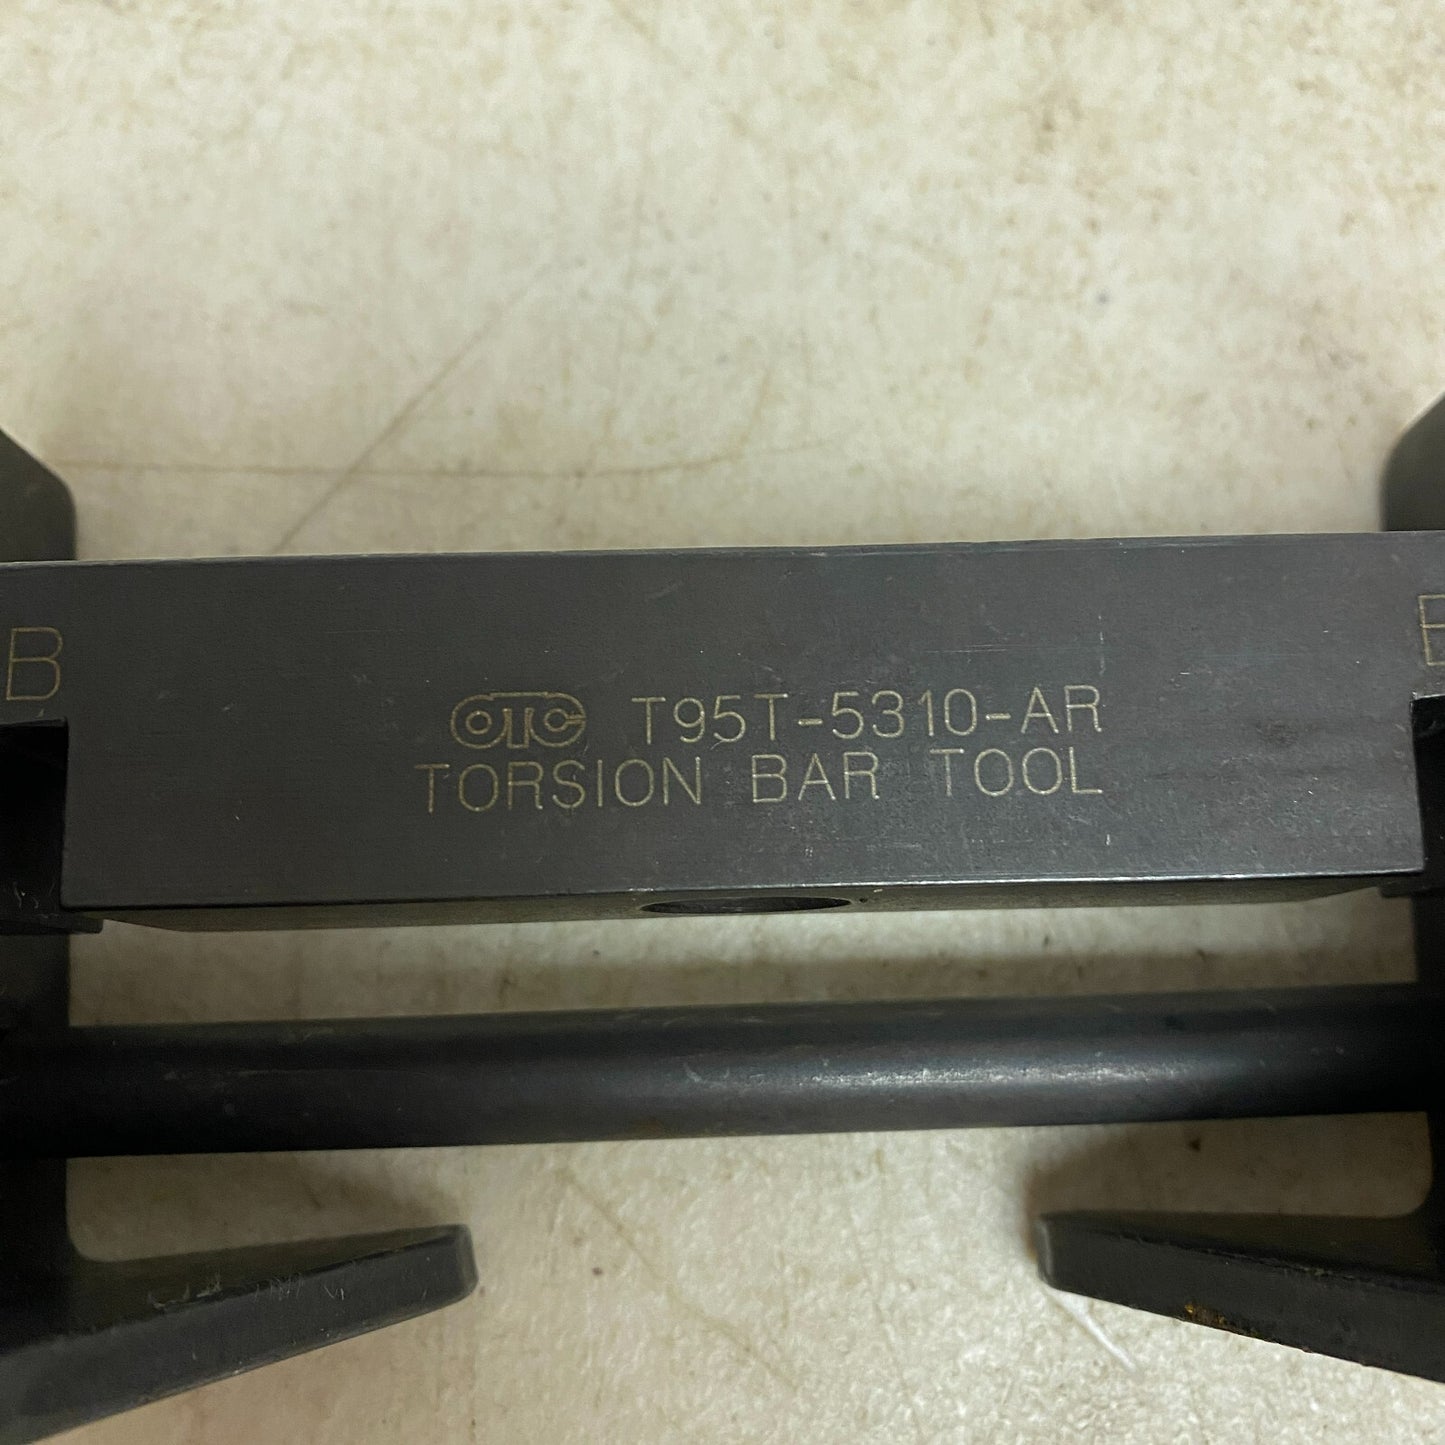 B
OTC T95T-5310-AR
TORSION BAR TOOL